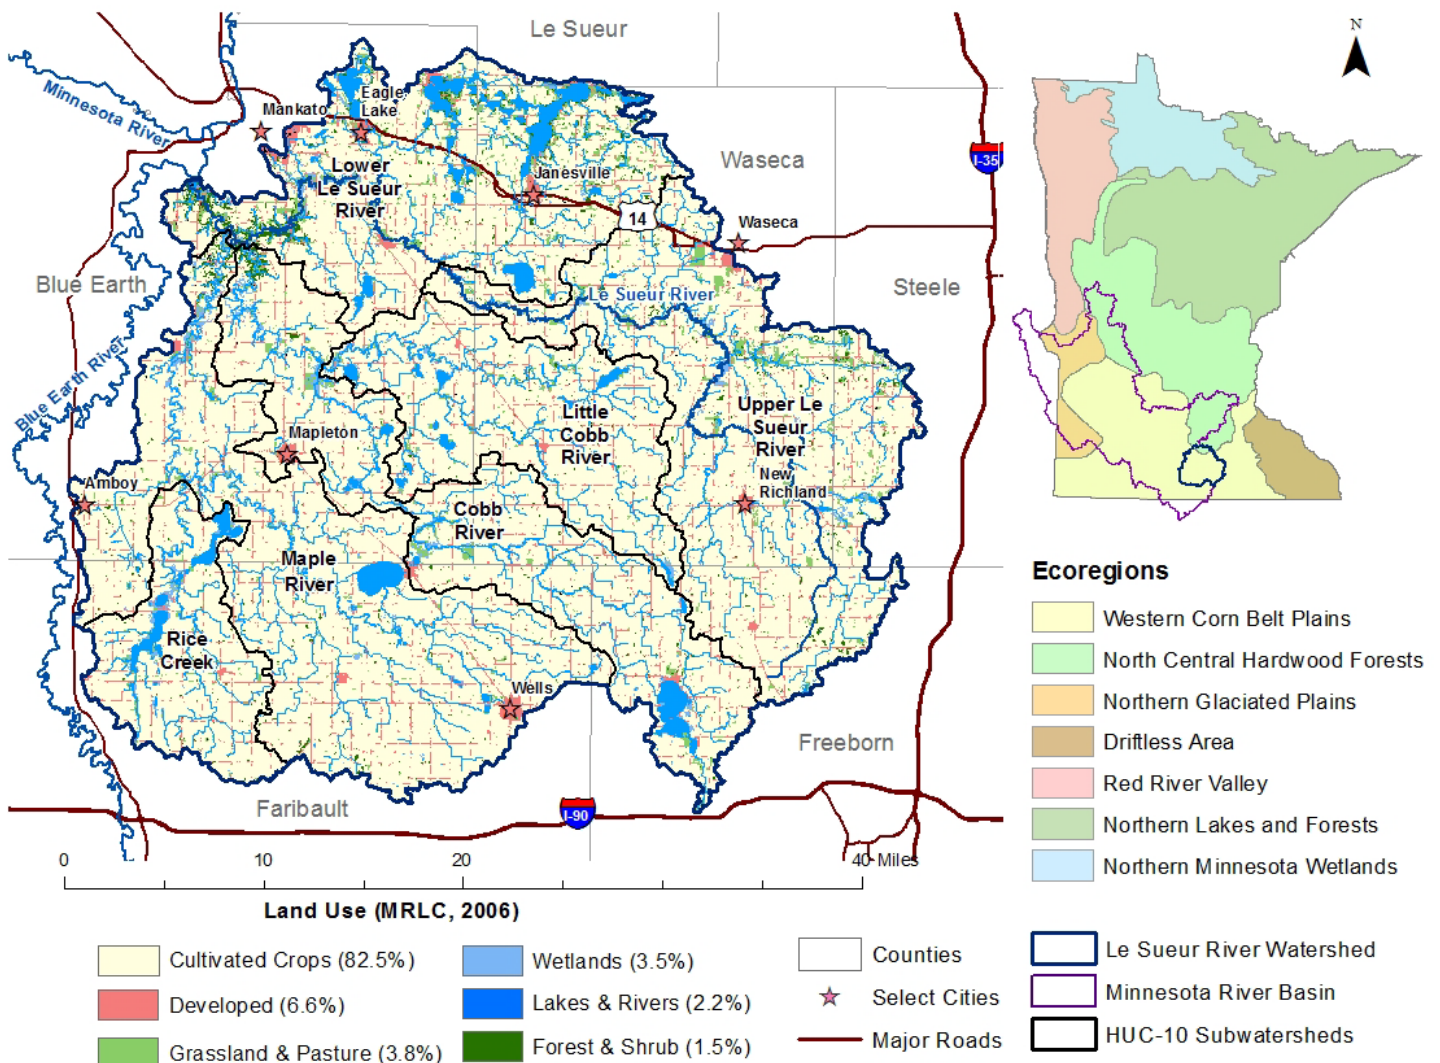 Le Sueur
N
Minnesota River
Mankato
Eagle
Lake
Lower
Le Sueur
River
Waseca
I-35
Janesville
14
Waseca
Blue Earth
Steele
Le Sueur River
Blue Earth River
Little
Cobb
River
Upper Le
Sueur
River
Mapleton
New
Richland
Amboy
Cobb
River
Maple
River
Rice
Creek
Wells
Freeborn
Faribault
I-90
0 10 20 40 Miles
Ecoregions
Western Corn Belt Plains
North Central Hardwood Forests
Northern Glaciated Plains
Driftless Area
Red River Valley
Northern Lakes and Forests
Northern Minnesota Wetlands
Land Use (MRLC, 2006)
Cultivated Crops (82.5%)
Developed (6.6%)
Grassland & Pasture (3.8%)
Wetlands (3.5%)
Lakes & Rivers (2.2%)
Forest & Shrub (1.5%)
Counties
Select Cities
Major Roads
Le Sueur River Watershed
Minnesota River Basin
HUC-10 Subwatersheds